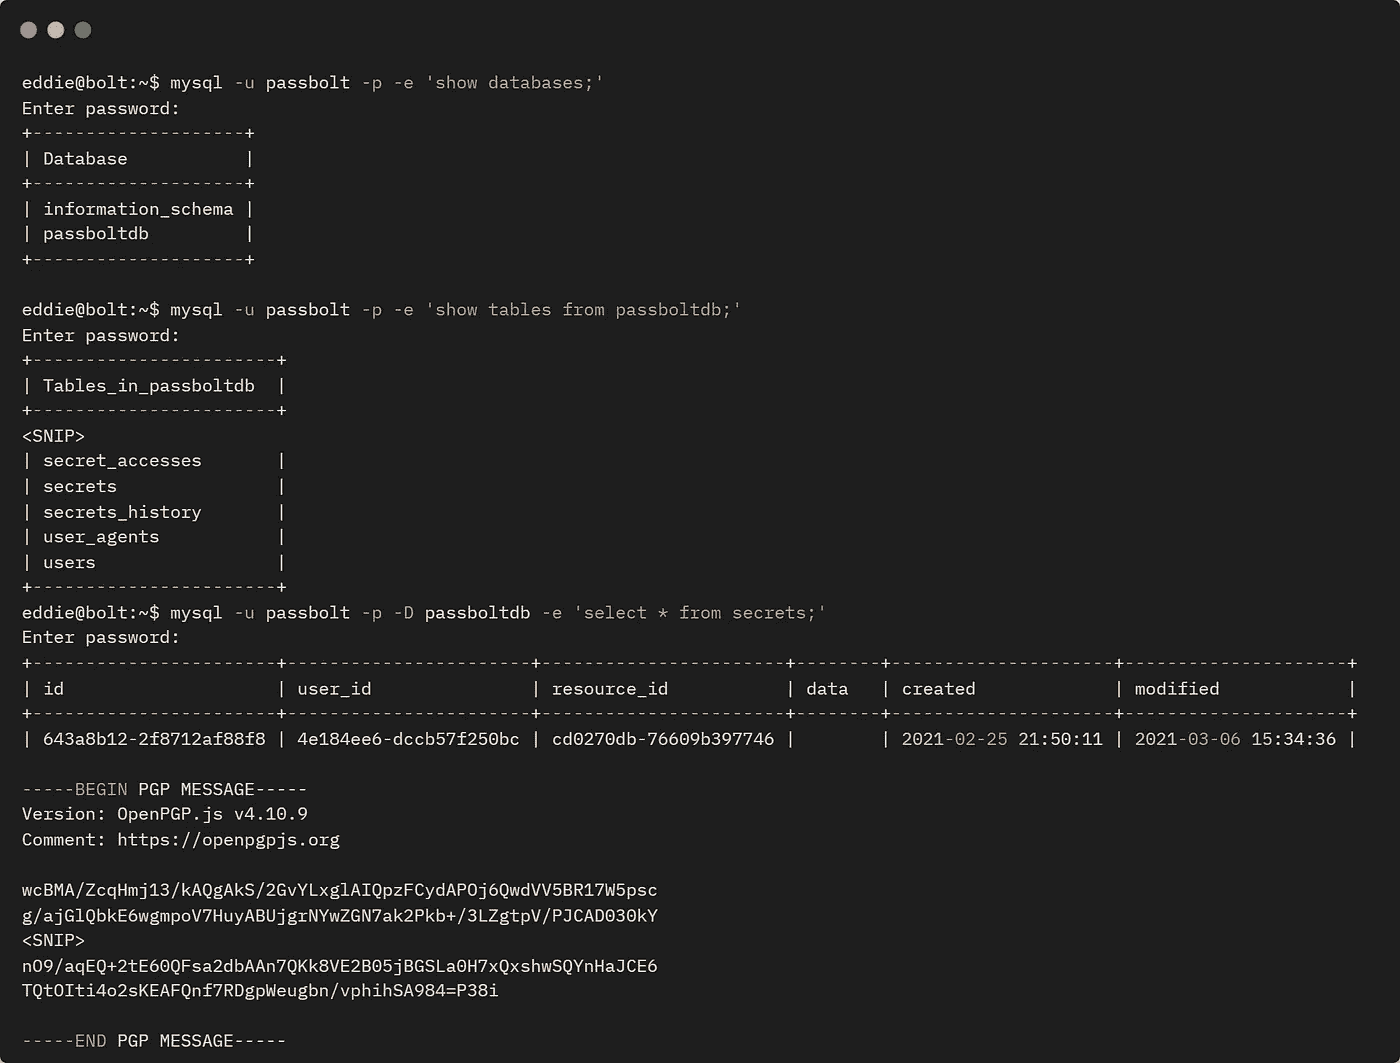 eddie@bolt:~$ mysql -u passbolt -p -e 'show databases;'
Enter password:
+--------------------+
| Database           |
+--------------------+
| information_schema |
| passboltdb         |
+--------------------+
eddie@bolt:~$ mysql -u passbolt -p -e 'show tables from passboltdb;'
Enter password:
+-----------------------+
| Tables_in_passboltdb  |
+-----------------------+
<SNIP>
| secret_accesses       |
| secrets               |
| secrets_history       |
| user_agents           |
| users                 |
+-----------------------+
eddie@bolt:~$ mysql -u passbolt -p -D passboltdb -e 'select * from secrets;'
Enter password:
+-----------------------+-----------------------+-----------------------+--------+---------------------+---------------------+
| id                    | user_id               | resource_id           | data   | created             | modified            |
+-----------------------+-----------------------+-----------------------+--------+---------------------+---------------------+
| 643a8b12-2f8712af88f8 | 4e184ee6-dccb57f250bc | cd0270db-76609b397746 |        | 2021-02-25 21:50:11 | 2021-03-06 15:34:36 |
-----BEGIN PGP MESSAGE-----
Version: OpenPGP.js v4.10.9
Comment: https://openpgpjs.org
wcBMA/ZcqHmj13/kAQgAkS/2GvYLxglAIQpzFCydAPOj6QwdVV5BR17W5psc
g/ajGlQbkE6wgmpoV7HuyABUjgrNYwZGN7ak2Pkb+/3LZgtpV/PJCAD030kY
<SNIP>
nO9/aqEQ+2tE60QFsa2dbAAn7QKk8VE2B05jBGSLa0H7xQxshwSQYnHaJCE6
TQtOIti4o2sKEAFQnf7RDgpWeugbn/vphihSA984=P38i
-----END PGP MESSAGE-----